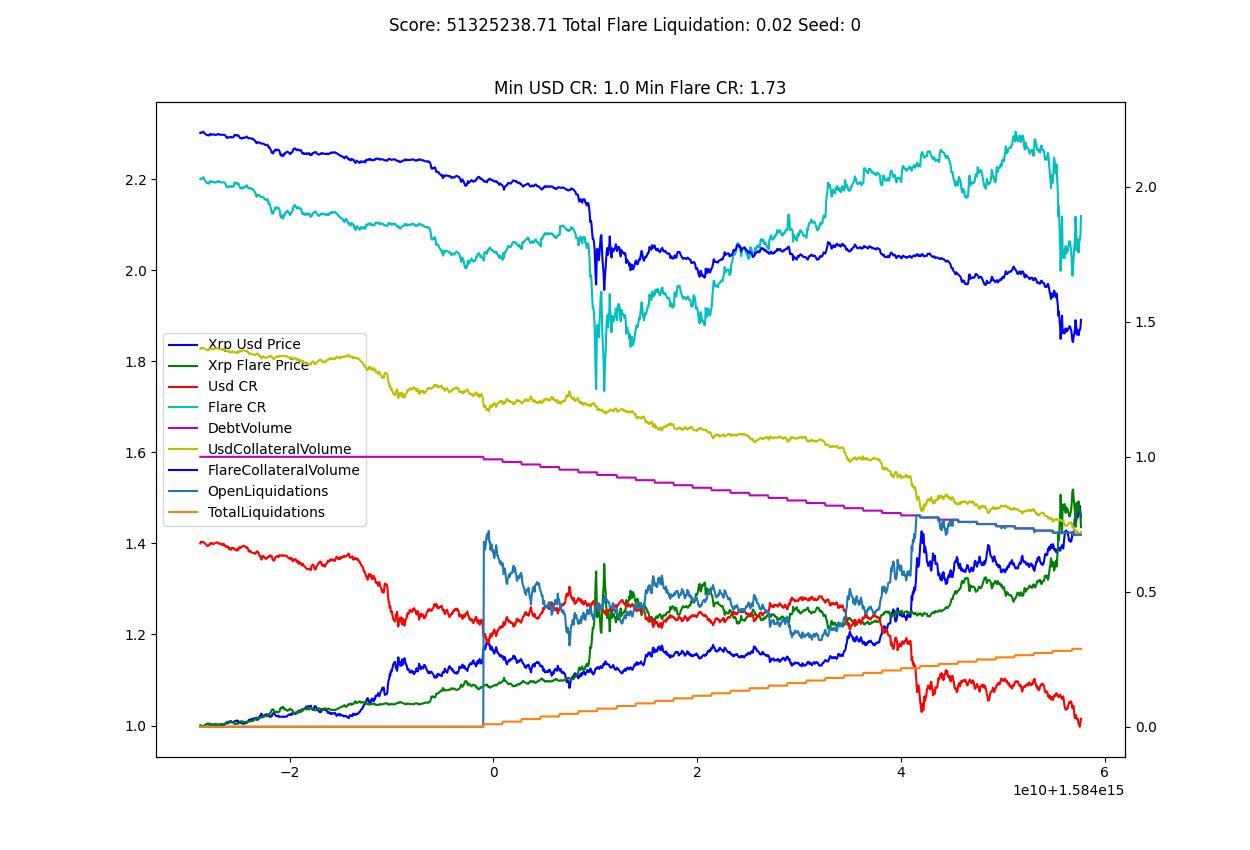 Score: 51325238.71 Total Flare Liquidation: 0.02 Seed: 0
Min USD CR: 1.0 Min Flare CR: 1.73
2.2
2.0
1.8
1.6
1.4
1.2
1.0
Xrp Usd Price
Xrp Flare Price
Usd CR
Flare CR
DebtVolume
UsdCollateralVolume
FlareCollateralVolume
OpenLiquidations
TotalLiquidations
2.0
1.5
1.0
0.5
0.0
−2 0 2 4 6
1e10+1.584e15